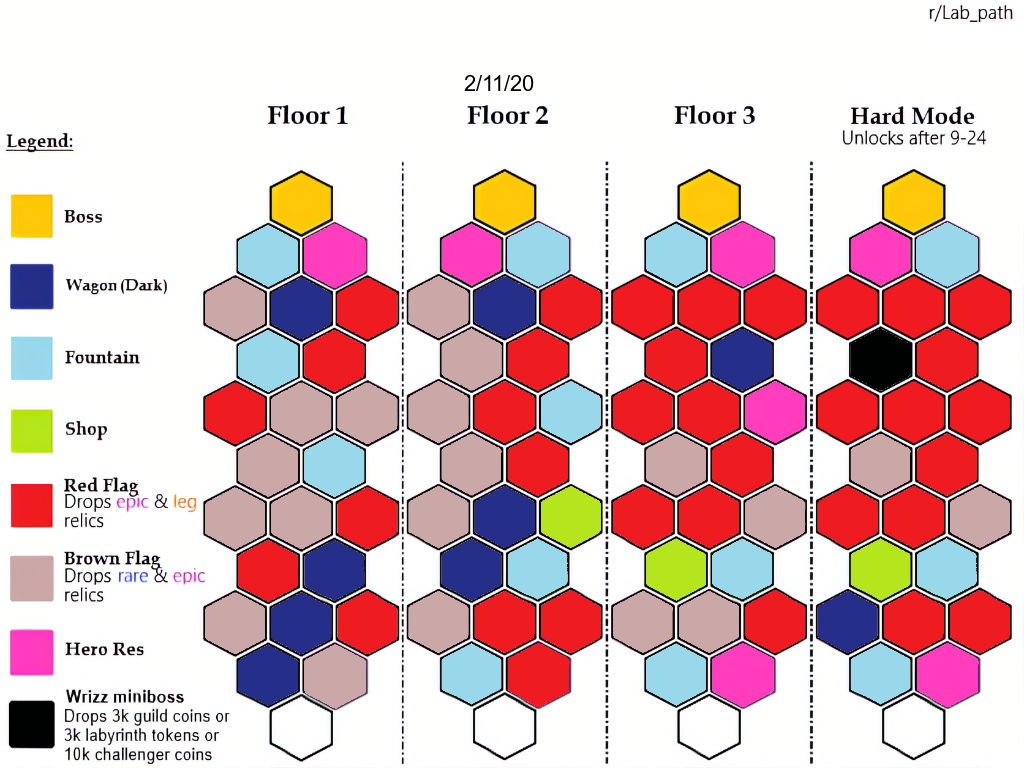 r/Lab_path
2/11/20
Floor 1
Floor 2
Floor 3
Hard Mode
Unlocks after 9-24
Legend:
Boss
Wagon (Dark)
Fountain
Shop
Red Flag
Drops epic & leg
relics
Brown Flag
Drops rare & epic
relics
Hero Res
Wrizz miniboss
Drops 3k guild coins or
3k labyrinth tokens or
10k challenger coins